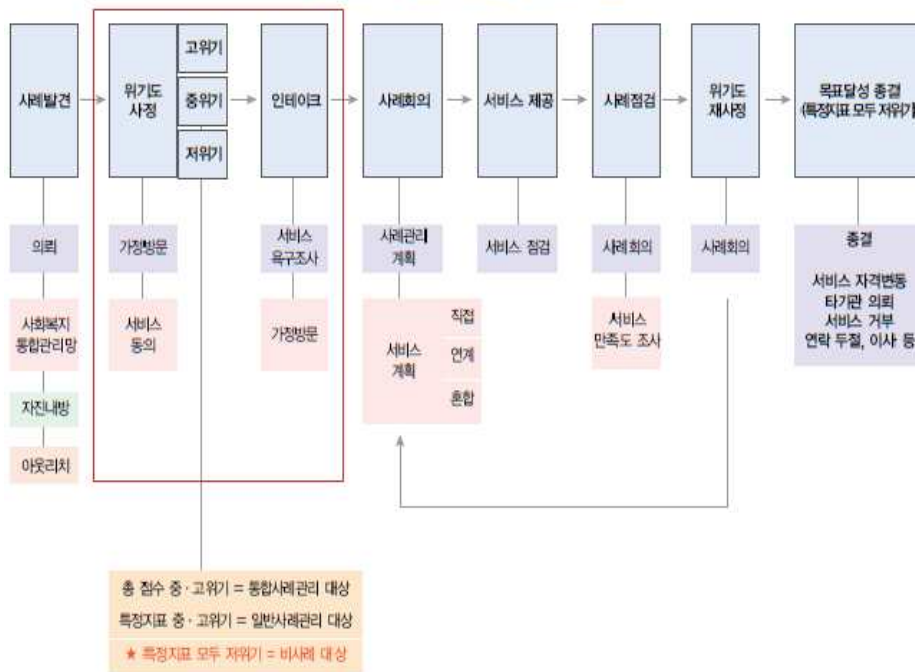 사례발견
위기도
사정
고위기
중위기
저위기
인테이크
사례회의
서비스 제공
사례점검
위기도
재사정
목표달성 종결
(특정지표 모두 저위기)
의뢰
가정방문
서비스
욕구조사
사례관리
계획
서비스 점검
사례회의
사례회의
종결
서비스 자격변동
타기관 의뢰
서비스 거부
연락 두절, 이사 등
사회복지
통합관리망
서비스
동의
가정방문
서비스
계획
직접
연계
혼합
서비스
만족도 조사
자진내방
아웃리치
총 점수 중·고위기 = 통합사례관리 대상
특정지표 중·고위기 = 일반사례관리 대상
★ 특정지표 모두 저위기 = 비사례 대상